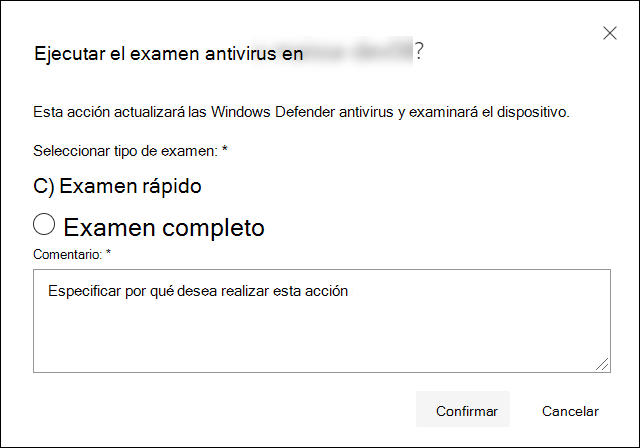 Ejecutar el examen antivirus en ?
Esta acción actualizará las Windows Defender antivirus y examinará el dispositivo.
Seleccionar tipo de examen: *
C) Examen rápido
Examen completo
Comentario: *
Especificar por qué desea realizar esta acción
Confirmar Cancelar